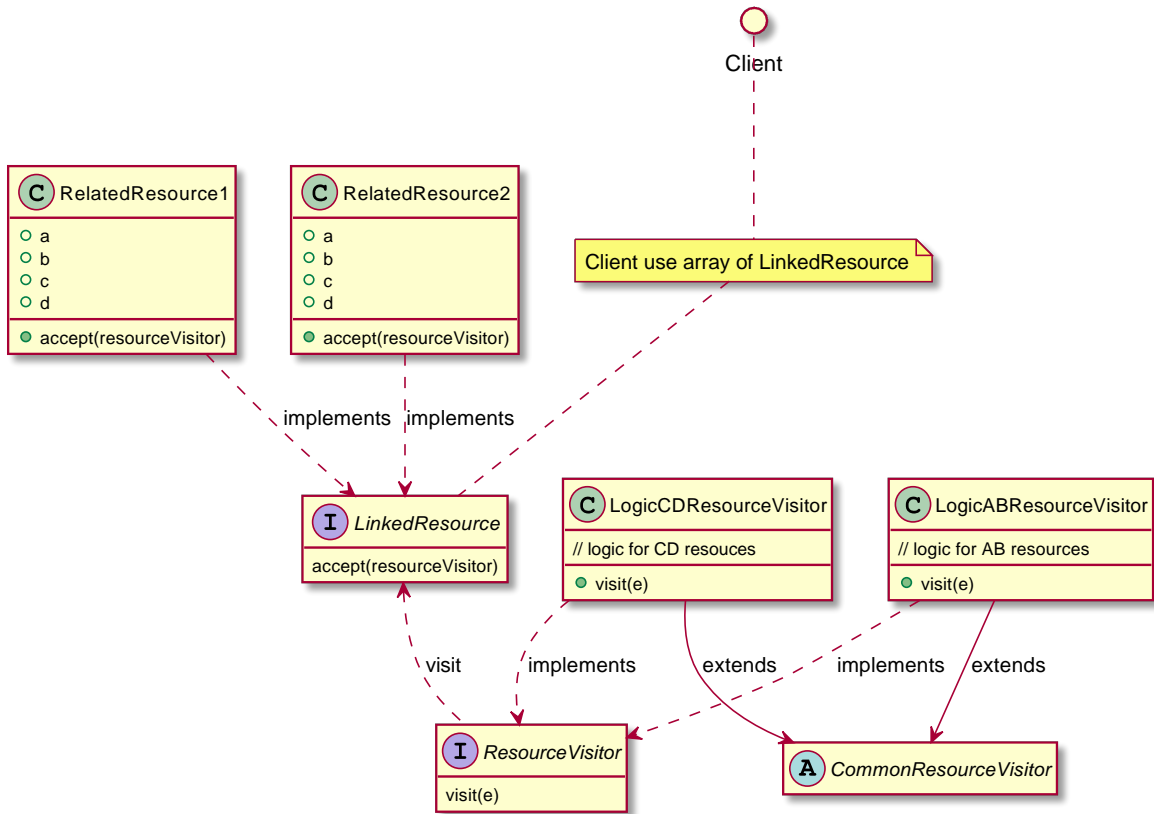 Client
C RelatedResource1
a
b
c
d
accept(resourceVisitor)
C RelatedResource2
a
b
c
d
accept(resourceVisitor)
Client use array of LinkedResource
implements
implements
I LinkedResource
accept(resourceVisitor)
C LogicCDResourceVisitor
// logic for CD resouces
visit(e)
C LogicABResourceVisitor
// logic for AB resources
visit(e)
visit
implements
extends
implements
extends
I ResourceVisitor
visit(e)
A CommonResourceVisitor